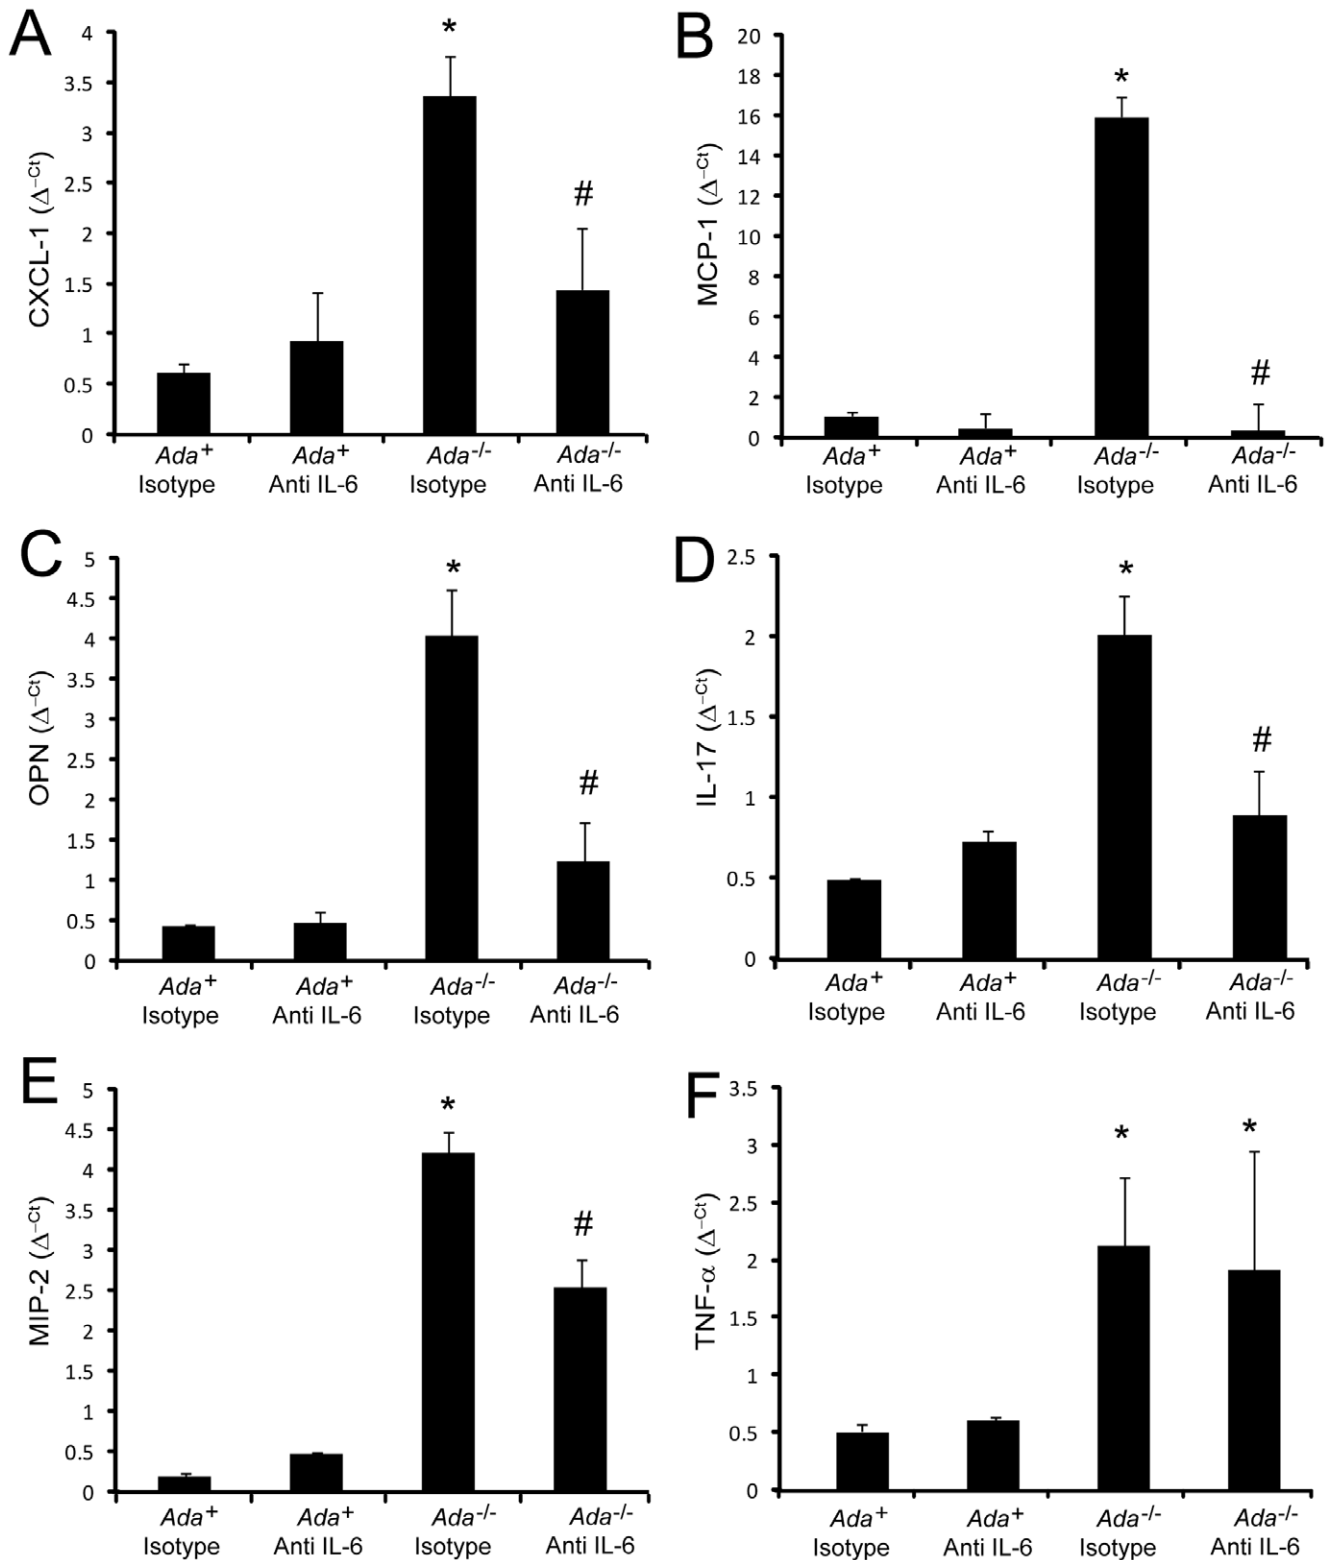 A
CXCL-1 (Δ⁻ᶜᵗ)
4
3.5
3
2.5
2
1.5
1
0.5
0
*
#
Ada⁺ Ada⁺ Ada⁻/⁻ Ada⁻/⁻
Isotype Anti IL-6 Isotype Anti IL-6
B
MCP-1 (Δ⁻ᶜᵗ)
20
18
16
14
12
10
8
6
4
2
0
*
#
Ada⁺ Ada⁺ Ada⁻/⁻ Ada⁻/⁻
Isotype Anti IL-6 Isotype Anti IL-6
C
OPN (Δ⁻ᶜᵗ)
5
4.5
4
3.5
3
2.5
2
1.5
1
0.5
0
*
#
Ada⁺ Ada⁺ Ada⁻/⁻ Ada⁻/⁻
Isotype Anti IL-6 Isotype Anti IL-6
D
IL-17 (Δ⁻ᶜᵗ)
2.5
2
1.5
1
0.5
0
*
#
Ada⁺ Ada⁺ Ada⁻/⁻ Ada⁻/⁻
Isotype Anti IL-6 Isotype Anti IL-6
E
MIP-2 (Δ⁻ᶜᵗ)
5
4.5
4
3.5
3
2.5
2
1.5
1
0.5
0
*
#
Ada⁺ Ada⁺ Ada⁻/⁻ Ada⁻/⁻
Isotype Anti IL-6 Isotype Anti IL-6
F
TNF-α (Δ⁻ᶜᵗ)
3.5
3
2.5
2
1.5
1
0.5
0
* *
Ada⁺ Ada⁺ Ada⁻/⁻ Ada⁻/⁻
Isotype Anti IL-6 Isotype Anti IL-6